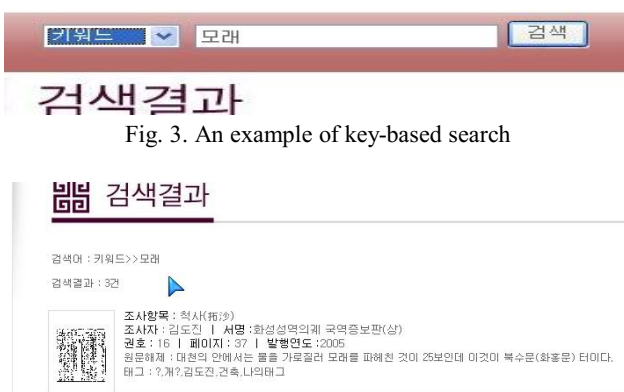 키워드 모래 검색
검색결과
Fig. 3. An example of key-based search
검색결과
검색어 : 키워드>>모래
검색결과 : 3건
조사항목 : 척사(拓沙)
조사자 : 김도진 | 서명 :화성성역의궤 국역증보판(상)
권호 : 16 | 페이지 : 37 | 발행연도 :2005
원문해제 : 대천의 안에서는 물을 가로질러 모래를 파헤친 것이 25보인데 이것이 북수문(화홍문) 터이다.
태그 : ?,개?,김도진,건축,나의태그